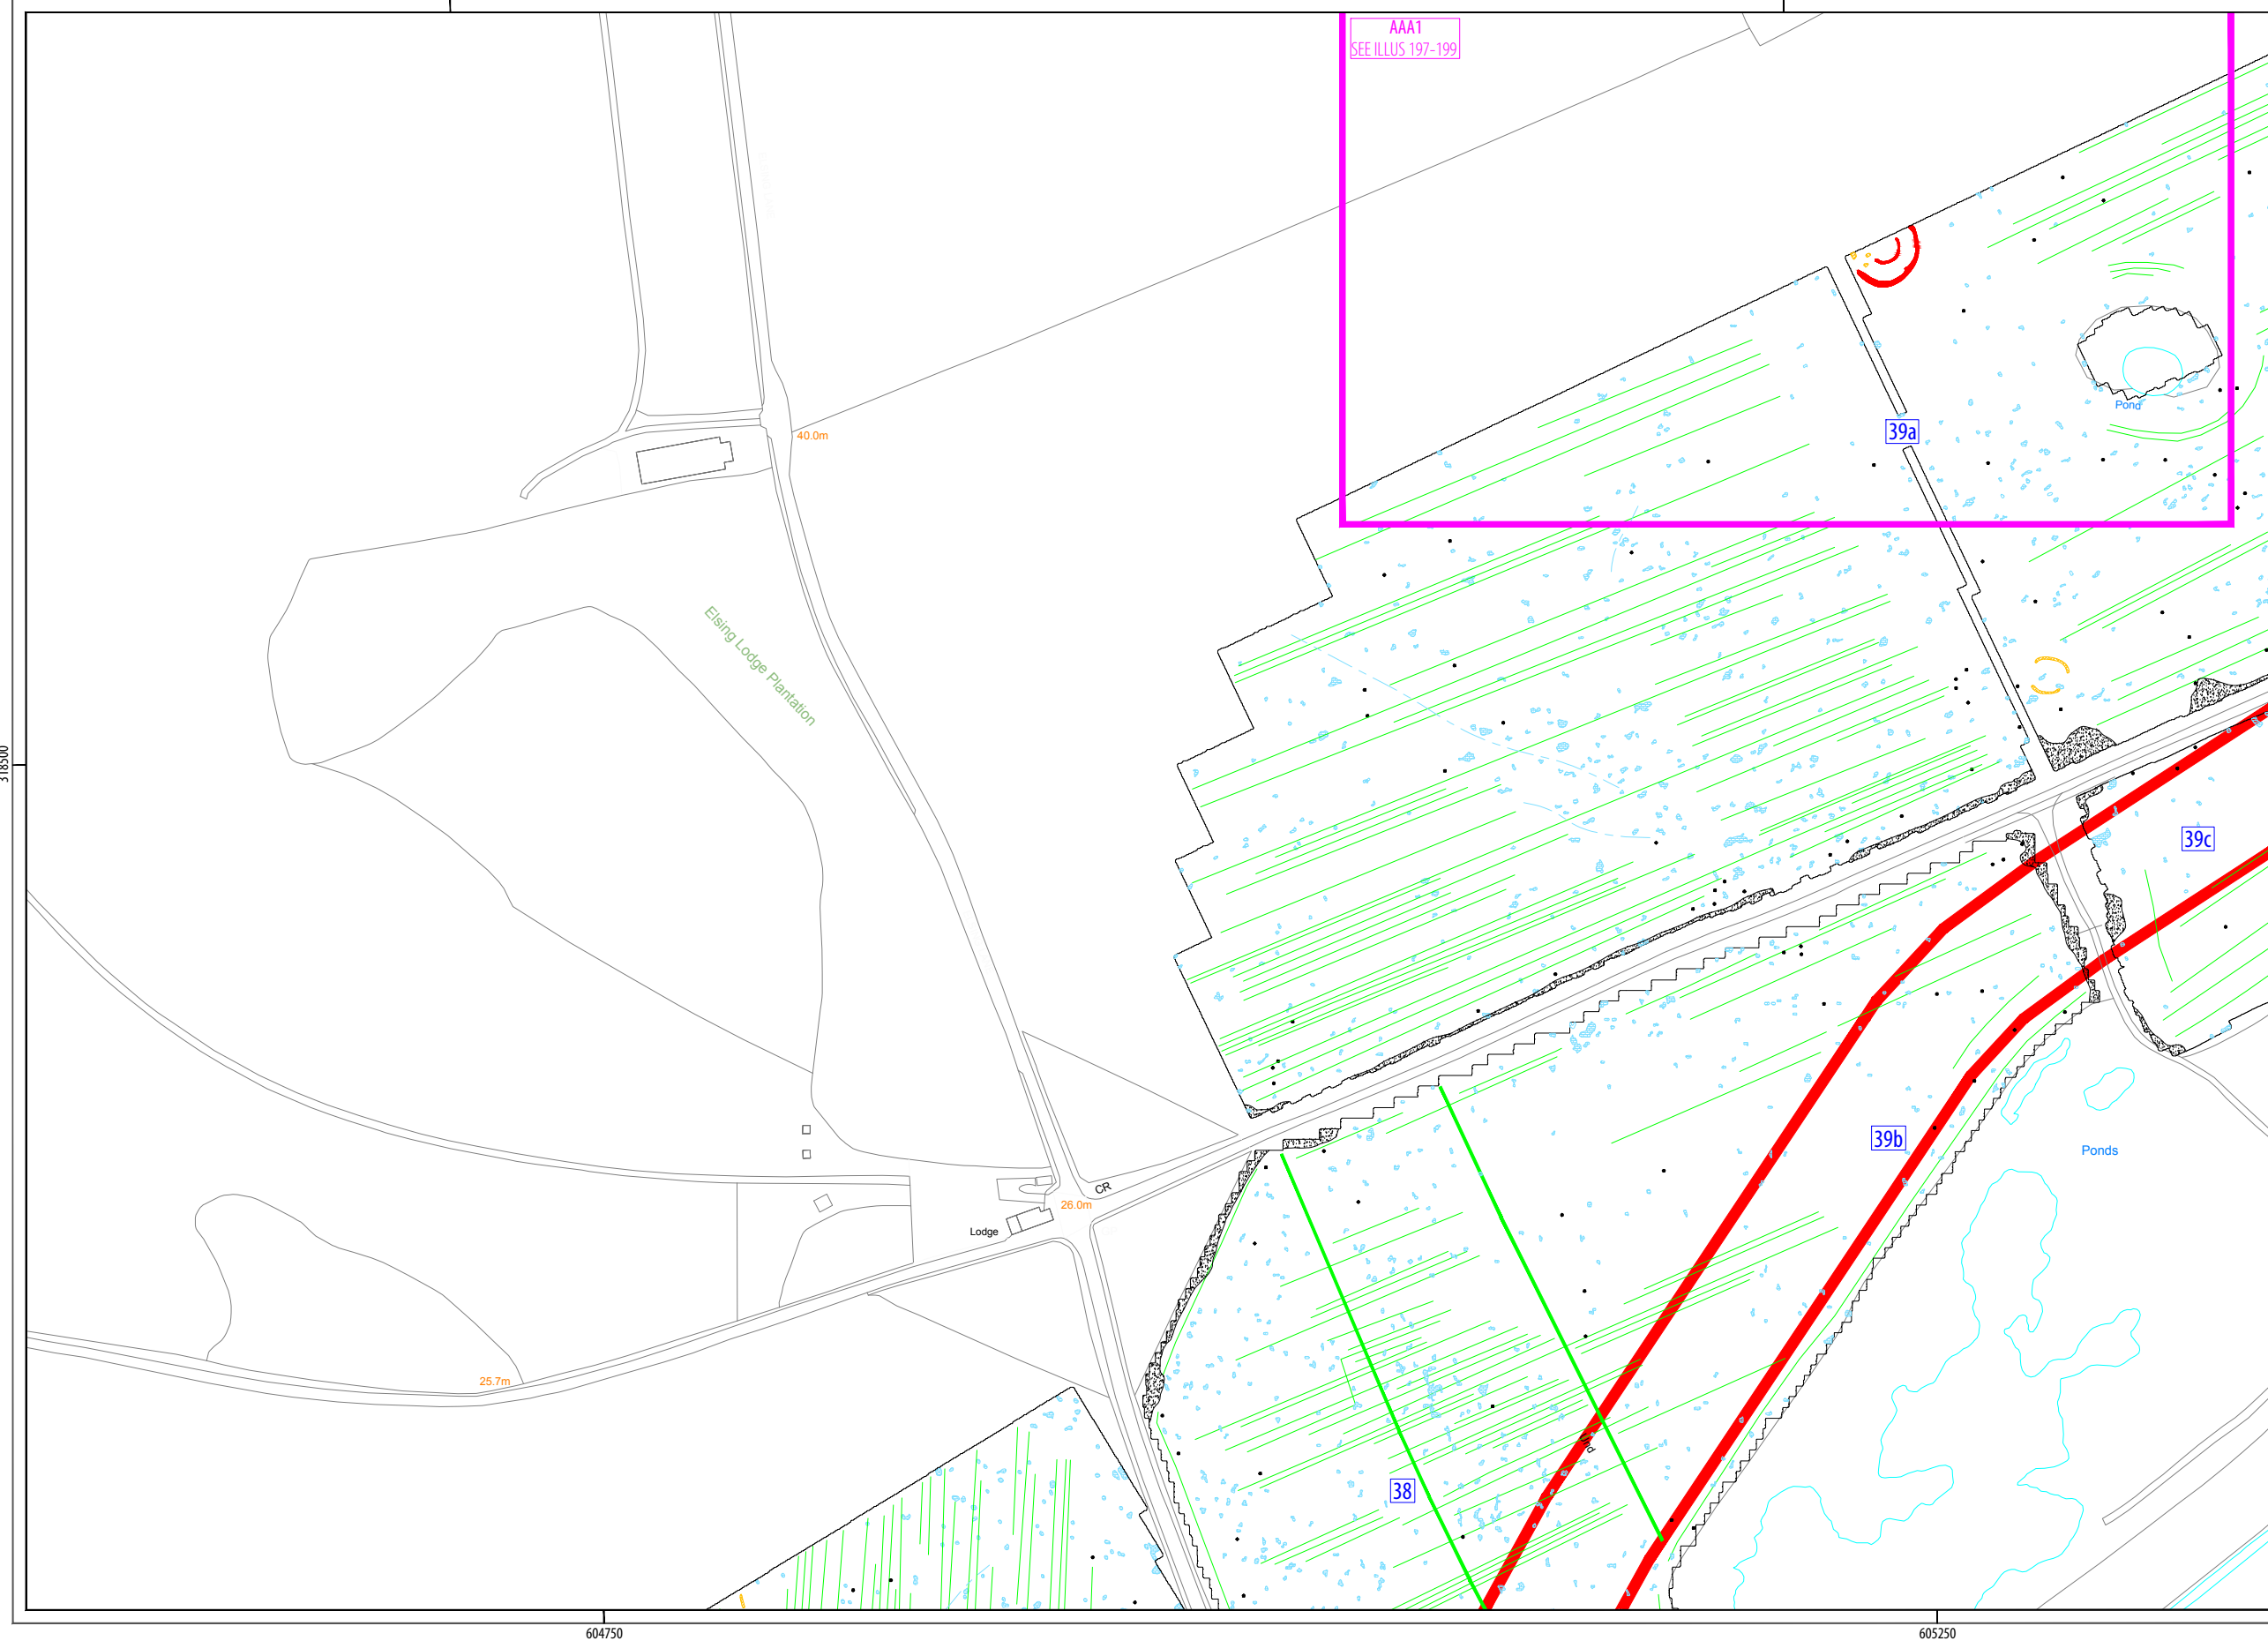 AAA1
SEE ILLUS 197-199
39a
Pond
40.0m
Elsing Lodge Plantation
318500
39c
39b
Ponds
CR
26.0m
Lodge
25.7m
38
604750
605250